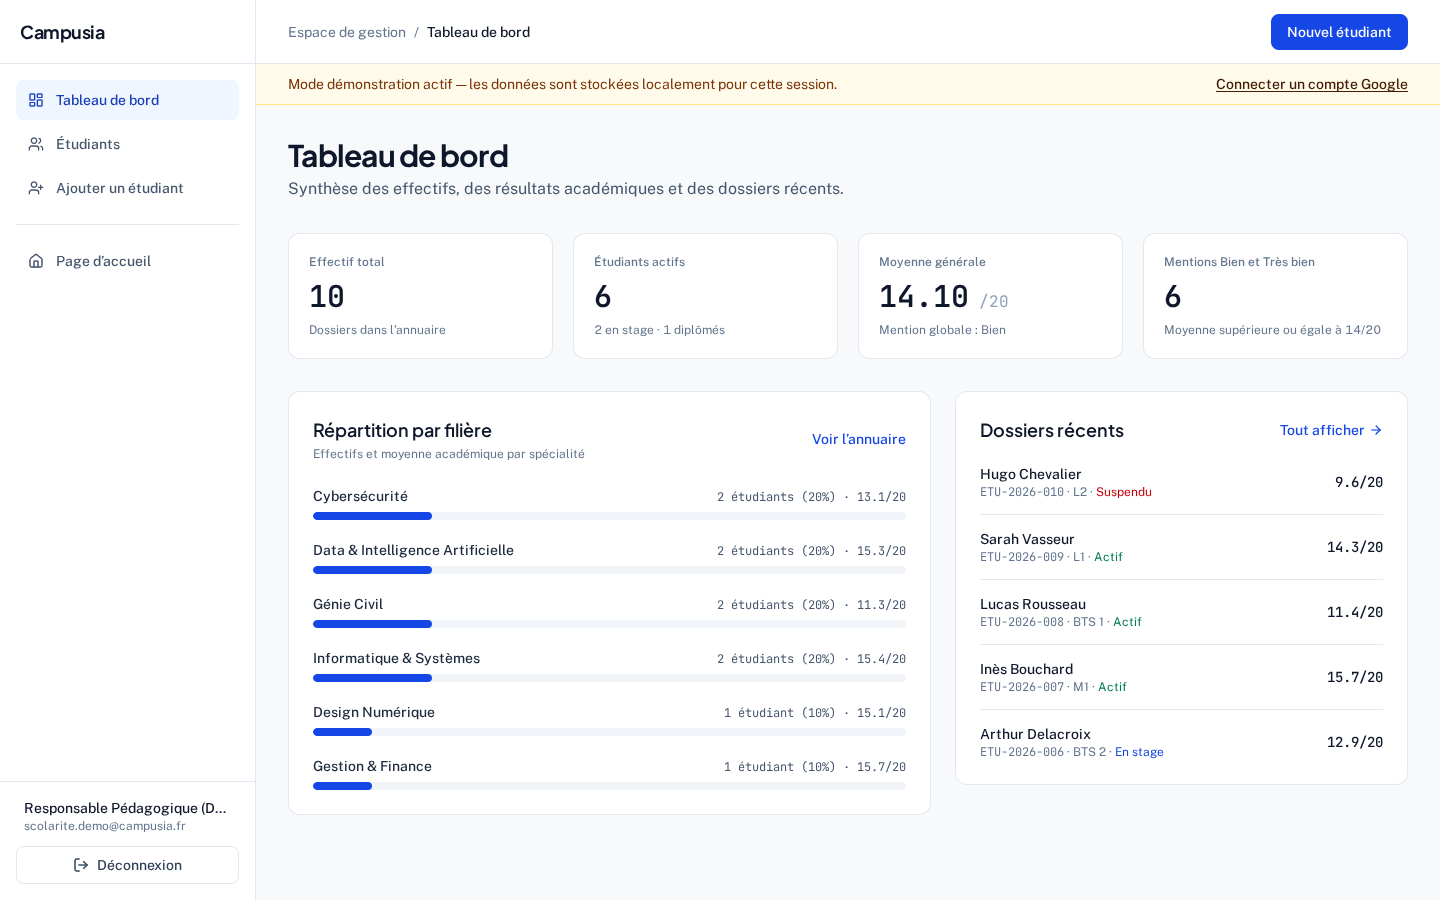 Campusia
Tableau de bord
Étudiants
Ajouter un étudiant
Page d'accueil
Responsable Pédagogique (D...
scolarite.demo@campusia.fr
Déconnexion
Espace de gestion / Tableau de bord
Nouvel étudiant
Mode démonstration actif — les données sont stockées localement pour cette session.
Connecter un compte Google
Tableau de bord
Synthèse des effectifs, des résultats académiques et des dossiers récents.
Effectif total
10
Dossiers dans l'annuaire
Étudiants actifs
6
2 en stage · 1 diplômés
Moyenne générale
14.10 /20
Mention globale : Bien
Mentions Bien et Très bien
6
Moyenne supérieure ou égale à 14/20
Répartition par filière
Effectifs et moyenne académique par spécialité
Voir l'annuaire
Cybersécurité 2 étudiants (20%) · 13.1/20
Data & Intelligence Artificielle 2 étudiants (20%) · 15.3/20
Génie Civil 2 étudiants (20%) · 11.3/20
Informatique & Systèmes 2 étudiants (20%) · 15.4/20
Design Numérique 1 étudiant (10%) · 15.1/20
Gestion & Finance 1 étudiant (10%) · 15.7/20
Dossiers récents
Tout afficher →
Hugo Chevalier
ETU-2026-010 · L2 · Suspendu
9.6/20
Sarah Vasseur
ETU-2026-009 · L1 · Actif
14.3/20
Lucas Rousseau
ETU-2026-008 · BTS 1 · Actif
11.4/20
Inès Bouchard
ETU-2026-007 · M1 · Actif
15.7/20
Arthur Delacroix
ETU-2026-006 · BTS 2 · En stage
12.9/20